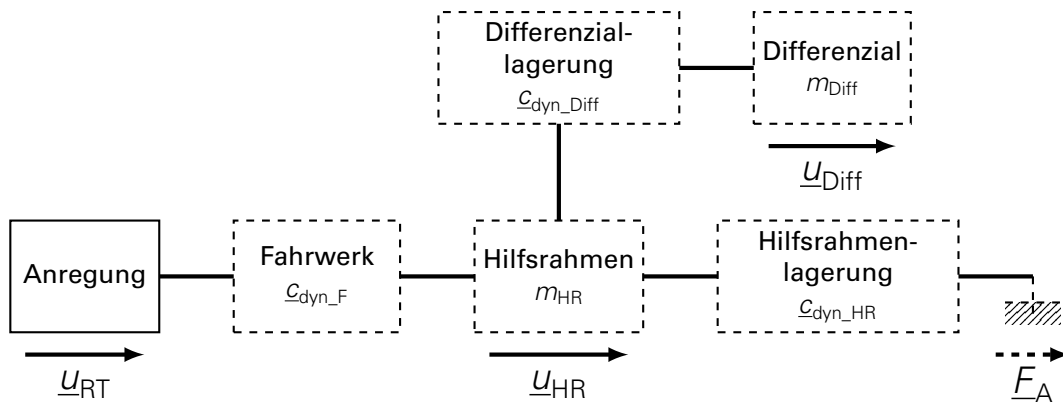 Differenzial-
lagerung
c_dyn_Diff
Differenzial
m_Diff
u_Diff
Anregung
Fahrwerk
c_dyn_F
Hilfsrahmen
m_HR
Hilfsrahmen-
lagerung
c_dyn_HR
u_RT
u_HR
F_A